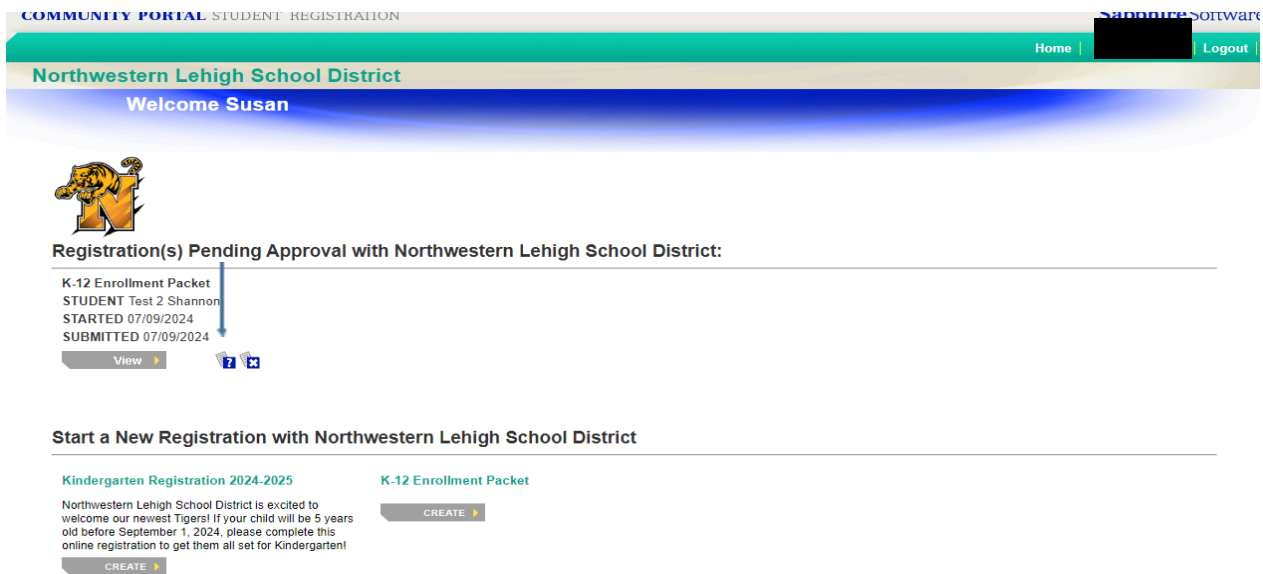 COMMUNITY PORTAL STUDENT REGISTRATION
SapphireSoftware
Home | | Logout |
Northwestern Lehigh School District
Welcome Susan
N
Registration(s) Pending Approval with Northwestern Lehigh School District:
K-12 Enrollment Packet
STUDENT Test 2 Shannon
STARTED 07/09/2024
SUBMITTED 07/09/2024
View
?
Start a New Registration with Northwestern Lehigh School District
Kindergarten Registration 2024-2025
Northwestern Lehigh School District is excited to
welcome our newest Tigers! If your child will be 5 years
old before September 1, 2024, please complete this
online registration to get them all set for Kindergarten!
CREATE
K-12 Enrollment Packet
CREATE